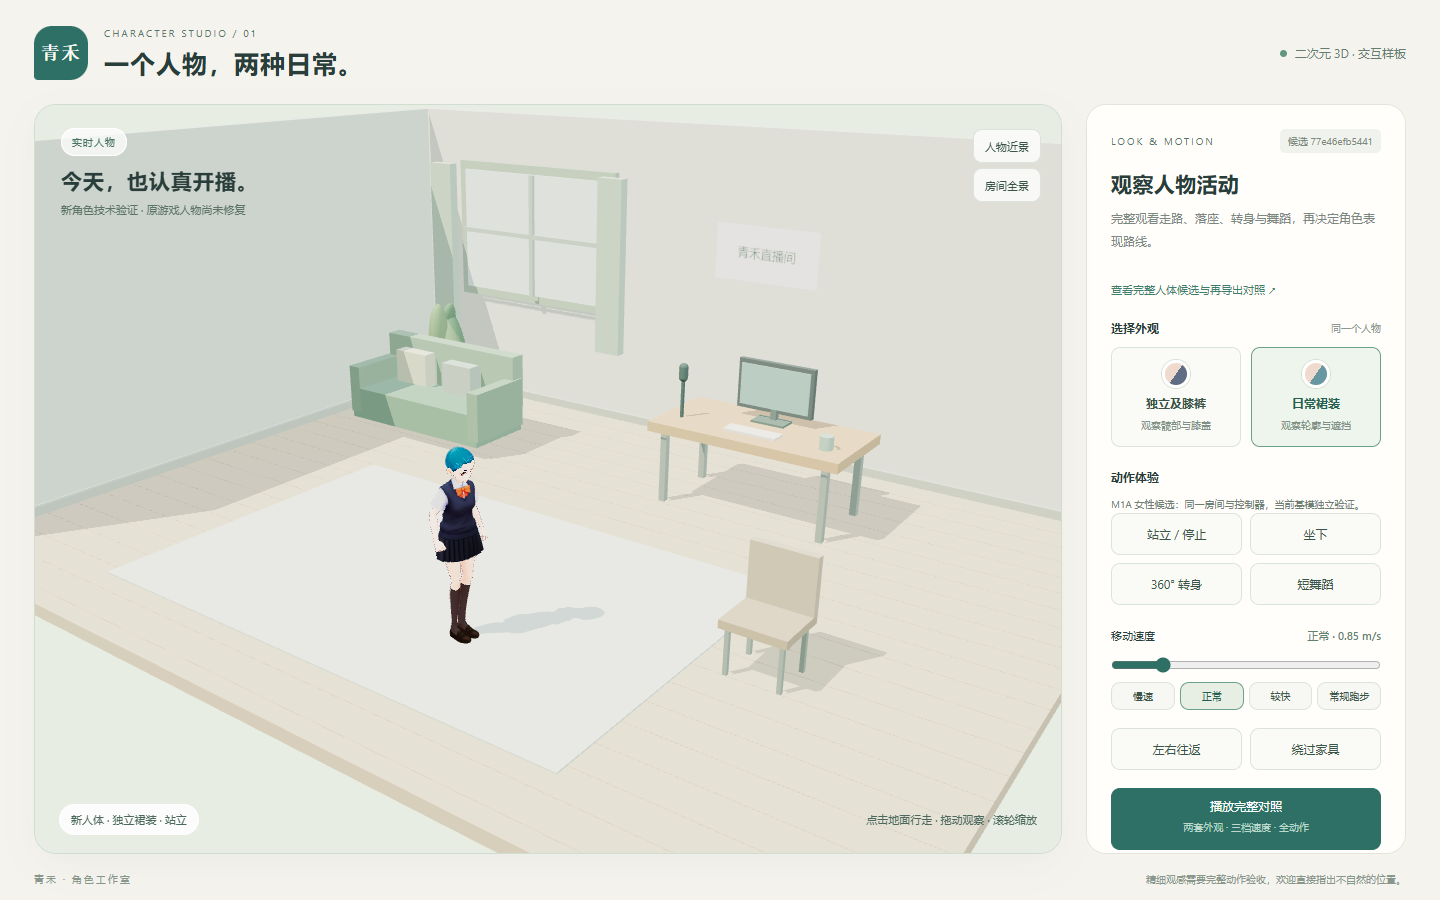 青禾
CHARACTER STUDIO / 01
一个人物，两种日常。
二次元 3D · 交互样板
实时人物
今天，也认真开播。
新角色技术验证 · 原游戏人物尚未修复
人物近景
房间全景
青禾直播间
新人体 · 独立裙装 · 站立
点击地面行走 · 拖动观察 · 滚轮缩放
LOOK & MOTION
候选 77e46efb5441
观察人物活动
完整观看走路、落座、转身与舞蹈，再决定角色表
现路线。
查看完整人体候选与再导出对照 ↗
选择外观
同一个人物
独立及膝裤
观察髋部与膝盖
日常裙装
观察轮廓与遮挡
动作体验
M1A 女性候选：同一房间与控制器，当前基模独立验证。
站立 / 停止
坐下
360° 转身
短舞蹈
移动速度
正常 · 0.85 m/s
慢速
正常
较快
常规跑步
左右往返
绕过家具
播放完整对照
两套外观 · 三档速度 · 全动作
青禾 · 角色工作室
精细观感需要完整动作验收，欢迎直接指出不自然的位置。